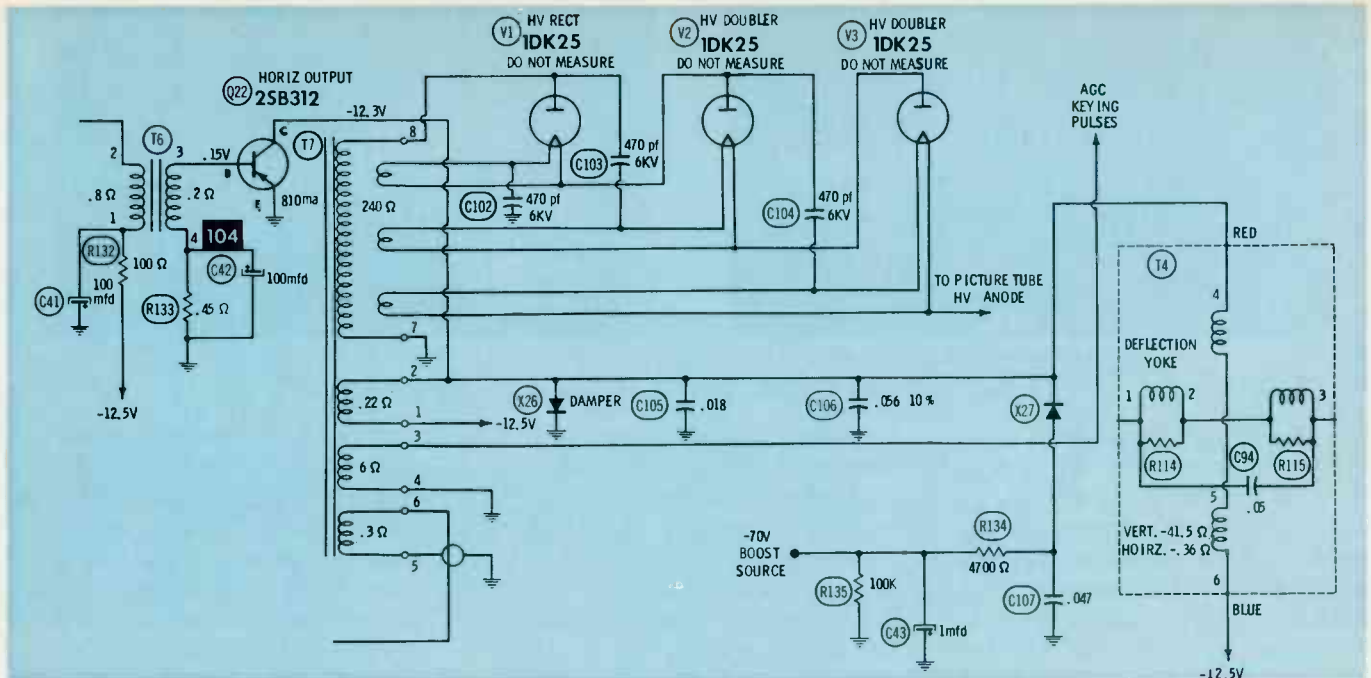 V1 HV RECT
1DK25
DO NOT MEASURE
V2 HV DOUBLER
1DK25
DO NOT MEASURE
V3 HV DOUBLER
1DK25
DO NOT MEASURE
Q22 HORIZ OUTPUT
2SB312
-12.3V
AGC
KEYING
PULSES
T6
2
3
.15V
C
B
E
810ma
T7
8
.8 Ω
.2 Ω
1
4
104
R132
100 Ω
C41
100
mfd
C42
100mfd
R133
.45 Ω
-12.5V
240 Ω
C102
470 pf
6KV
C103
470 pf
6KV
C104
470 pf
6KV
TO PICTURE TUBE
HV ANODE
7
2
.22 Ω
1
-12.5V
X26
DAMPER
C105
.018
C106
.056 10 %
X27
3
6 Ω
4
6
.3 Ω
5
-70V
BOOST
SOURCE
R134
4700 Ω
R135
100K
C43
1mfd
C107
.047
RED
T4
4
DEFLECTION
YOKE
1
2
3
R114
C94
R115
5
.05
VERT. -41.5 Ω
HOIRZ. -.36 Ω
6
BLUE
-12.5V